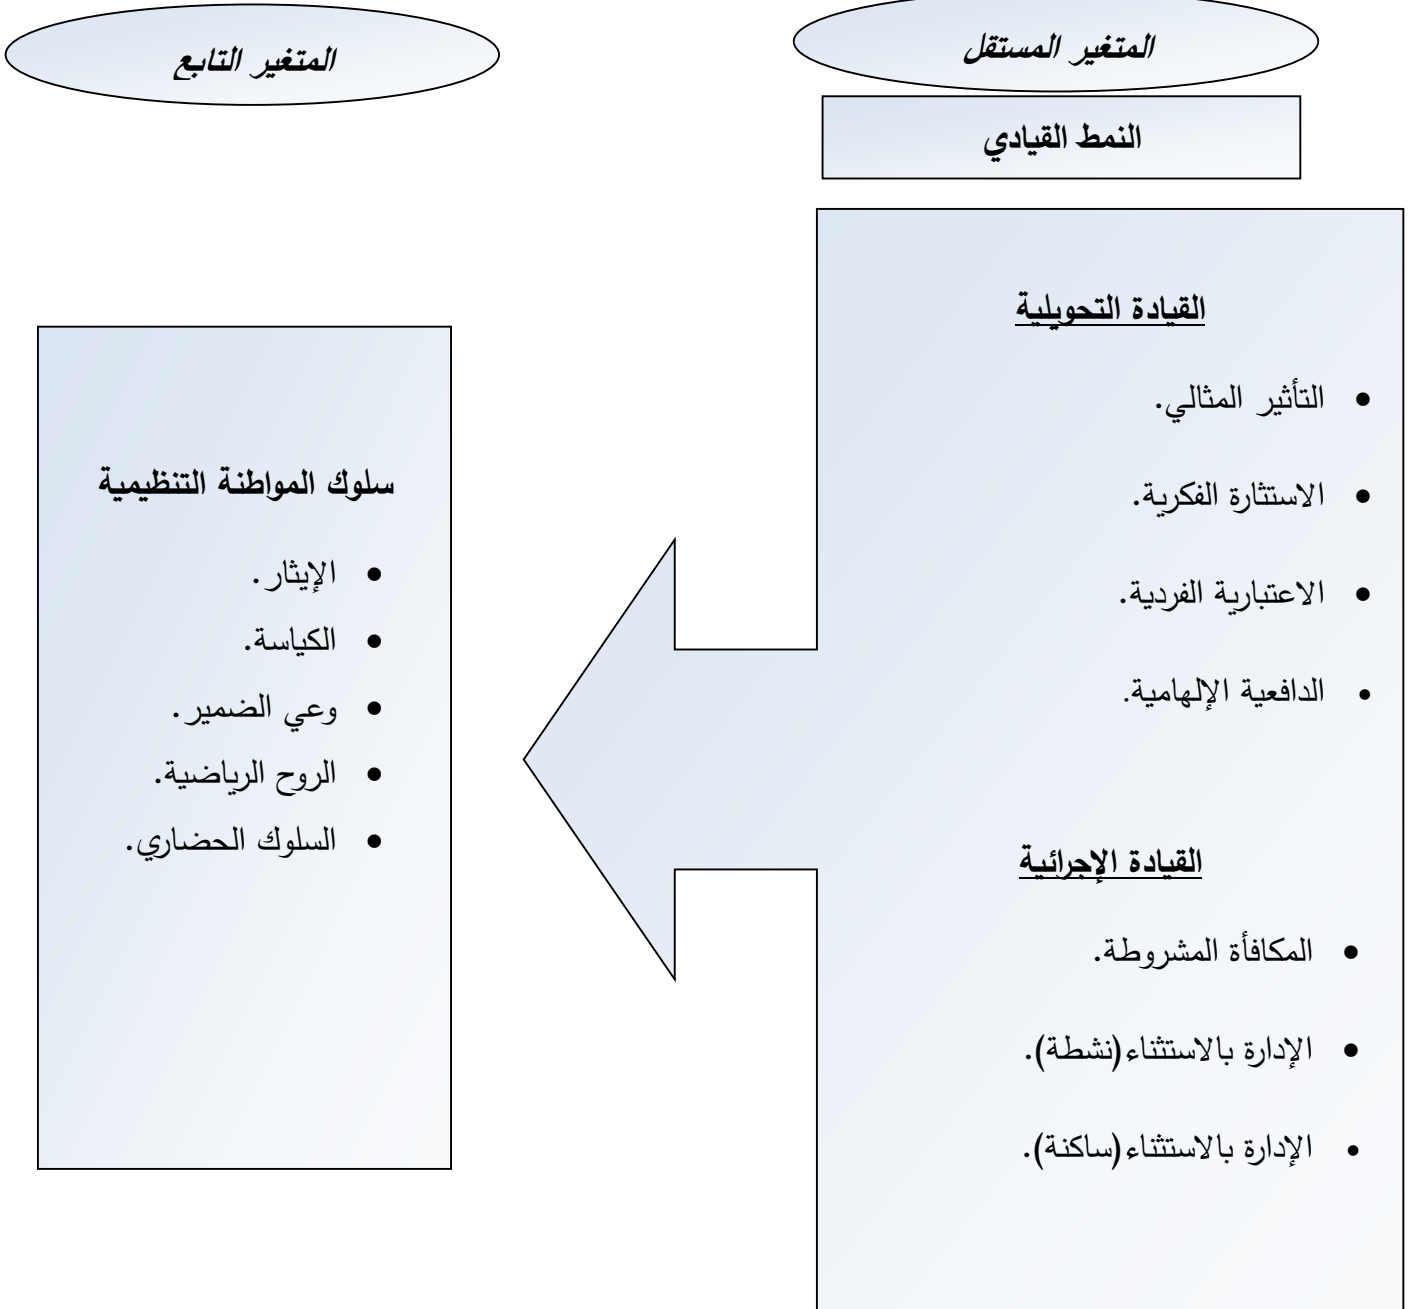 المتغير المستقل
النمط القيادي
القيادة التحويلية
• التأثير المثالي.
• الاستثارة الفكرية.
• الاعتبارية الفردية.
• الدافعية الإلهامية.
القيادة الإجرائية
• المكافأة المشروطة.
• الإدارة بالاستثناء(نشطة).
• الإدارة بالاستثناء(ساكنة).
المتغير التابع
سلوك المواطنة التنظيمية
• الإيثار.
• الكياسة.
• وعي الضمير.
• الروح الرياضية.
• السلوك الحضاري.